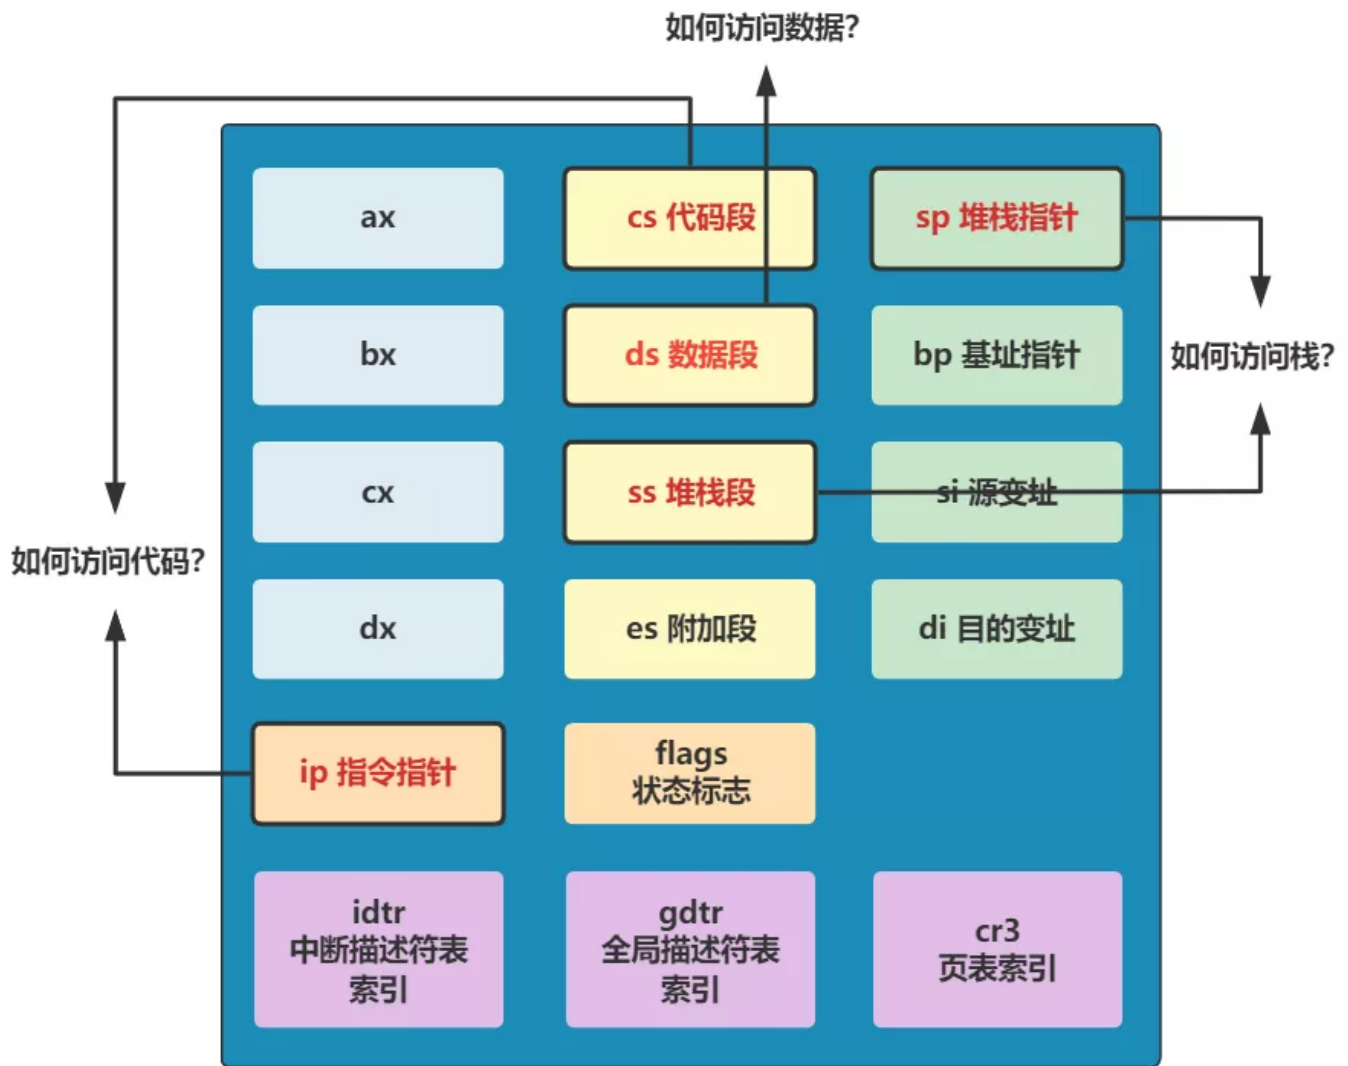 如何访问数据？
ax
cs 代码段
sp 堆栈指针
bx
ds 数据段
bp 基址指针
如何访问栈？
cx
ss 堆栈段
si 源变址
如何访问代码？
dx
es 附加段
di 目的变址
ip 指令指针
flags
状态标志
idtr
中断描述符表
索引
gdtr
全局描述符表
索引
cr3
页表索引